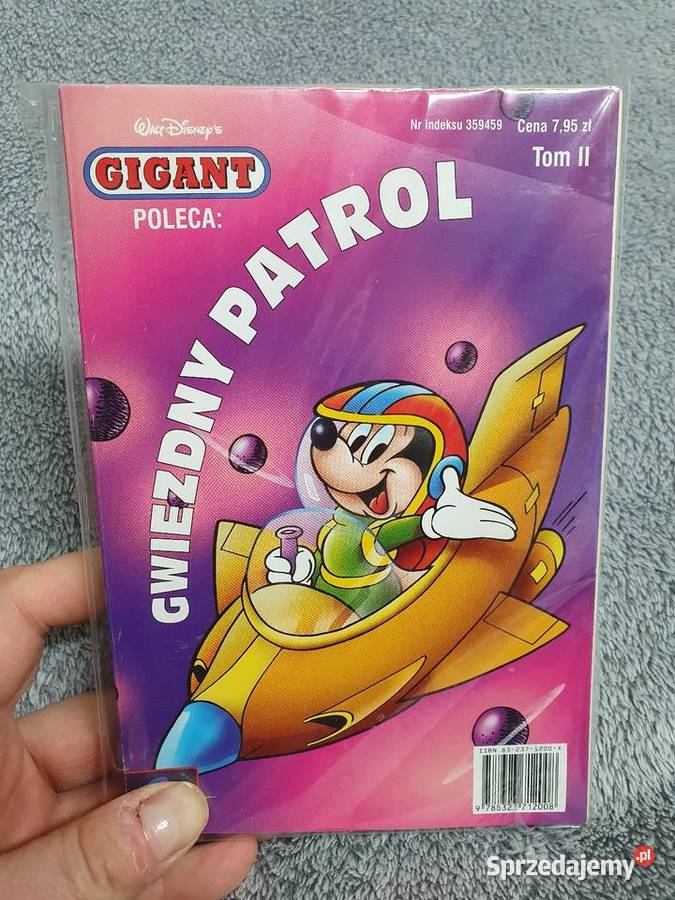 Walt Disney's
GIGANT
POLECA:
Nr indeksu 359459 Cena 7,95 zł
Tom II
GWIEZDNY PATROL
ISBN 83-237-1200-X
9 788323 712008
Sprzedajemy.pl